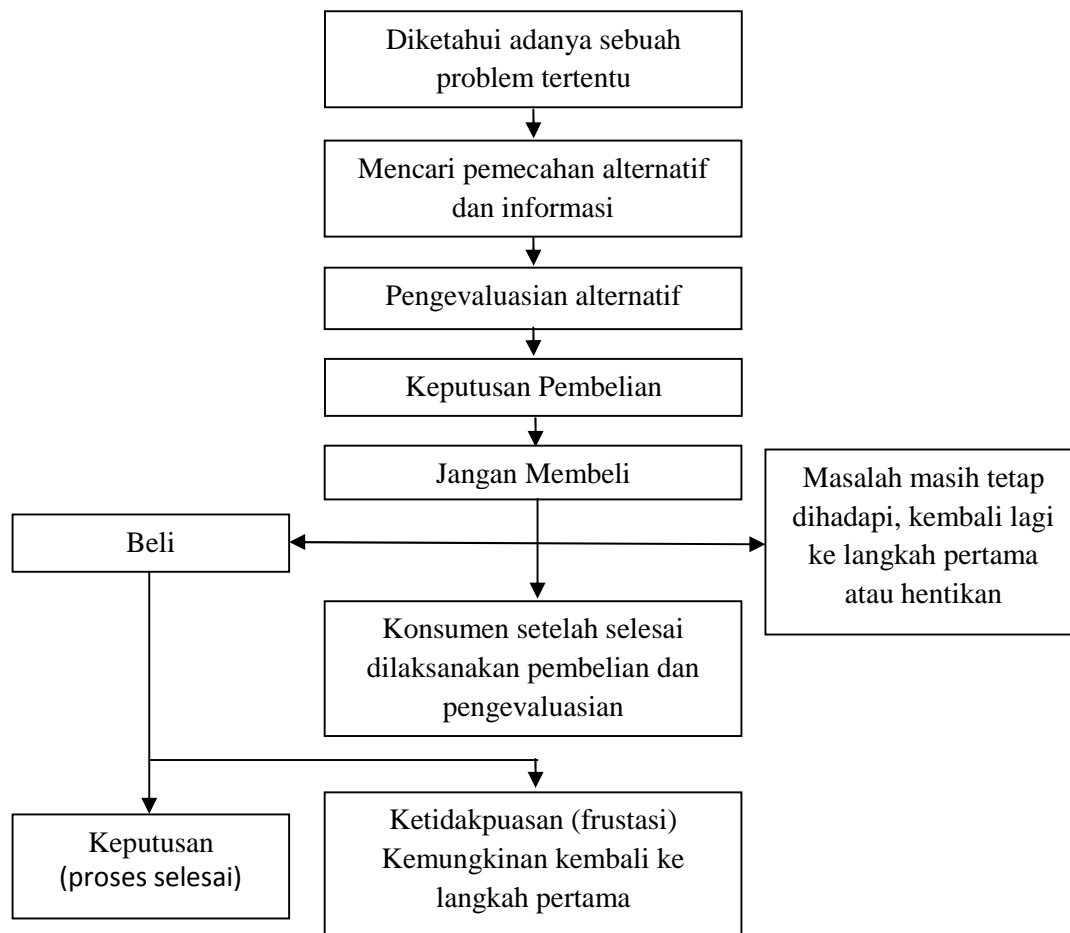 Diketahui adanya sebuah
problem tertentu
Mencari pemecahan alternatif
dan informasi
Pengevaluasian alternatif
Keputusan Pembelian
Jangan Membeli
Masalah masih tetap
dihadapi, kembali lagi
ke langkah pertama
atau hentikan
Beli
Konsumen setelah selesai
dilaksanakan pembelian dan
pengevaluasian
Keputusan
(proses selesai)
Ketidakpuasan (frustasi)
Kemungkinan kembali ke
langkah pertama